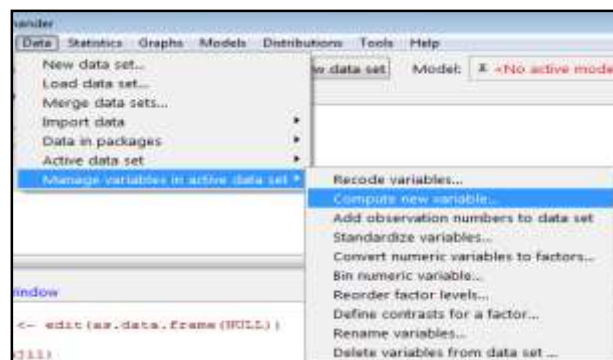 mander
Data Statistics Graphs Models Distributions Tools Help
New data set...
Load data set...
Merge data sets...
Import data
Data in packages
Active data set
Manage variables in active data set
w data set Model: Σ <No active mode
Recode variables...
Compute new variable...
Add observation numbers to data set
Standardize variables...
Convert numeric variables to factors...
Bin numeric variable...
Reorder factor levels...
Define contrasts for a factor...
Rename variables...
Delete variables from data set ...
indow
<- edit(as.data.frame(NULL))